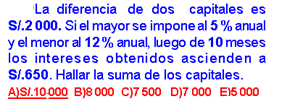 La diferencia de dos capitales es
S/.2 000. Si el mayor se impone al 5 % anual
y el menor al 12 % anual, luego de 10 meses
los intereses obtenidos ascienden a
S/.650. Hallar la suma de los capitales.
A)S/.10 000 B)8 000 C)7 500 D)7 000 E)5 000